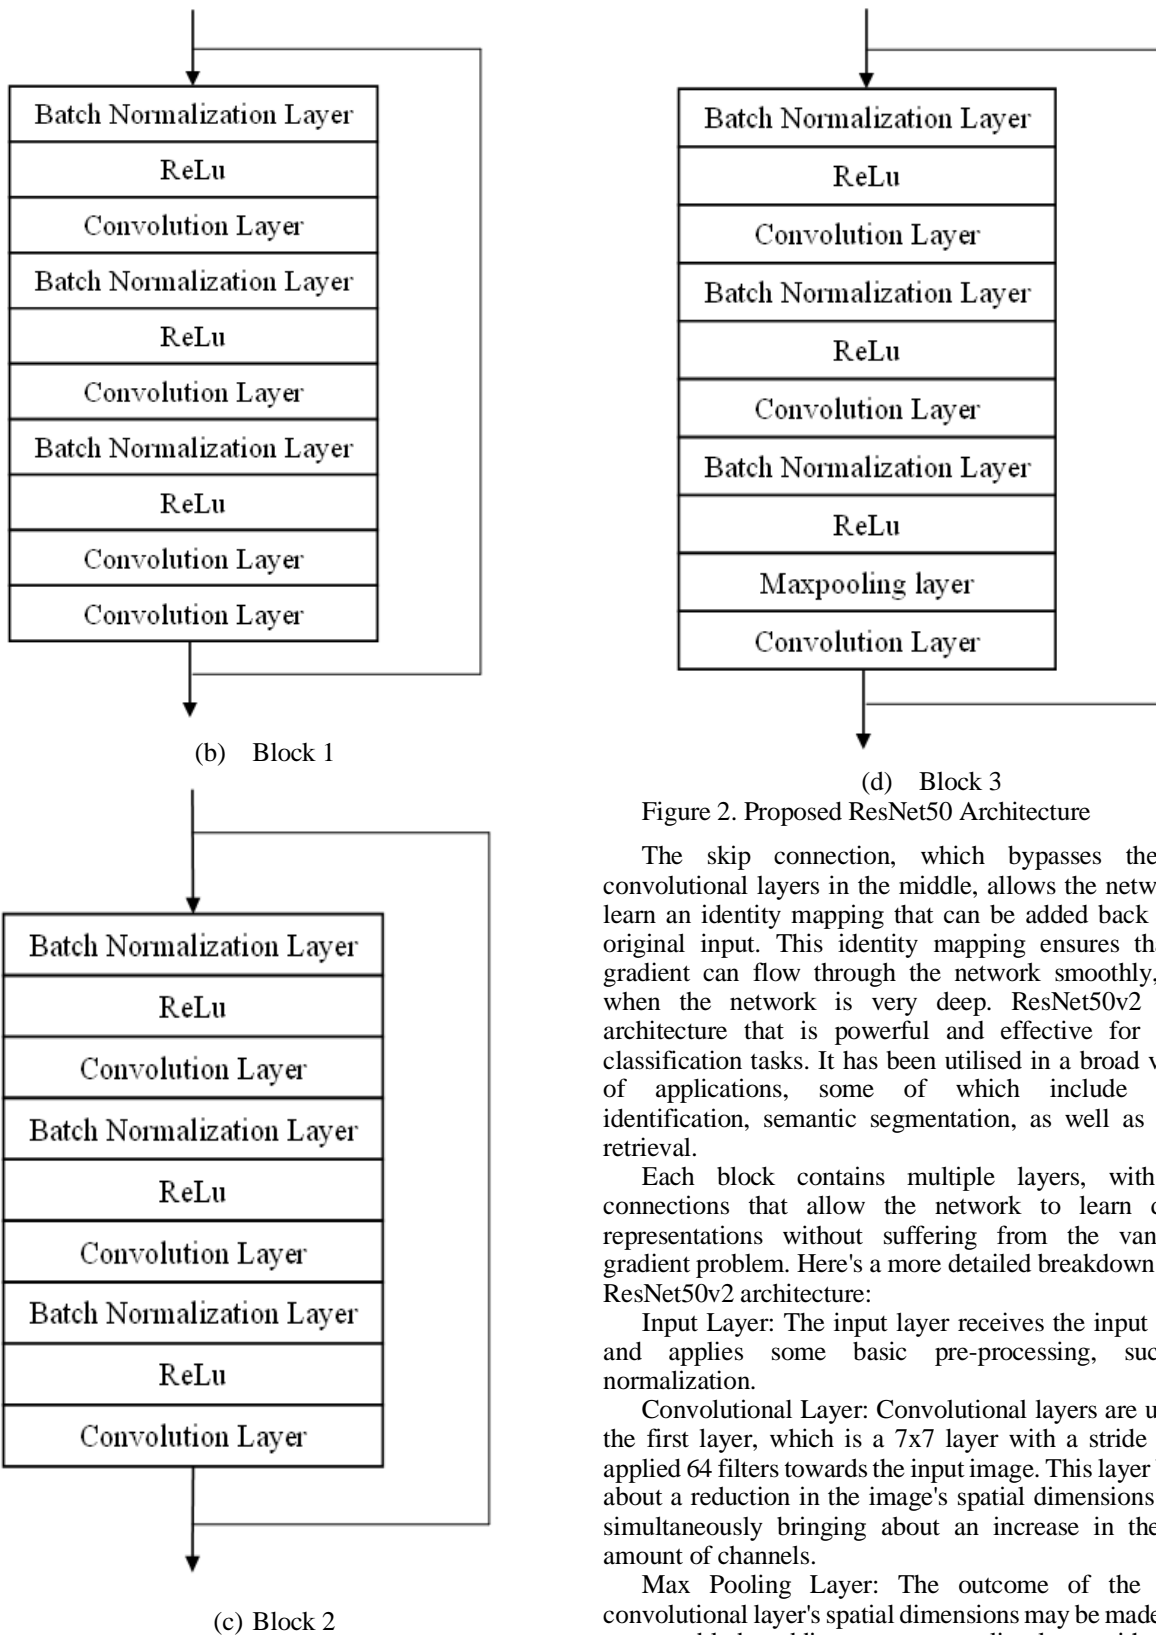 Batch Normalization Layer
ReLu
Convolution Layer
Batch Normalization Layer
ReLu
Convolution Layer
Batch Normalization Layer
ReLu
Convolution Layer
Convolution Layer
(b) Block 1
Batch Normalization Layer
ReLu
Convolution Layer
Batch Normalization Layer
ReLu
Convolution Layer
Batch Normalization Layer
ReLu
Convolution Layer
(c) Block 2
Batch Normalization Layer
ReLu
Convolution Layer
Batch Normalization Layer
ReLu
Convolution Layer
Batch Normalization Layer
ReLu
Maxpooling layer
Convolution Layer
(d) Block 3
Figure 2. Proposed ResNet50 Architecture
The skip connection, which bypasses the
convolutional layers in the middle, allows the netw
learn an identity mapping that can be added back
original input. This identity mapping ensures tha
gradient can flow through the network smoothly,
when the network is very deep. ResNet50v2
architecture that is powerful and effective for
classification tasks. It has been utilised in a broad v
of applications, some of which include
identification, semantic segmentation, as well as
retrieval.
Each block contains multiple layers, with
connections that allow the network to learn
representations without suffering from the van
gradient problem. Here's a more detailed breakdown
ResNet50v2 architecture:
Input Layer: The input layer receives the input
and applies some basic pre-processing, suc
normalization.
Convolutional Layer: Convolutional layers are u
the first layer, which is a 7x7 layer with a stride
applied 64 filters towards the input image. This layer
about a reduction in the image's spatial dimensions
simultaneously bringing about an increase in the
amount of channels.
Max Pooling Layer: The outcome of the
convolutional layer's spatial dimensions may be made